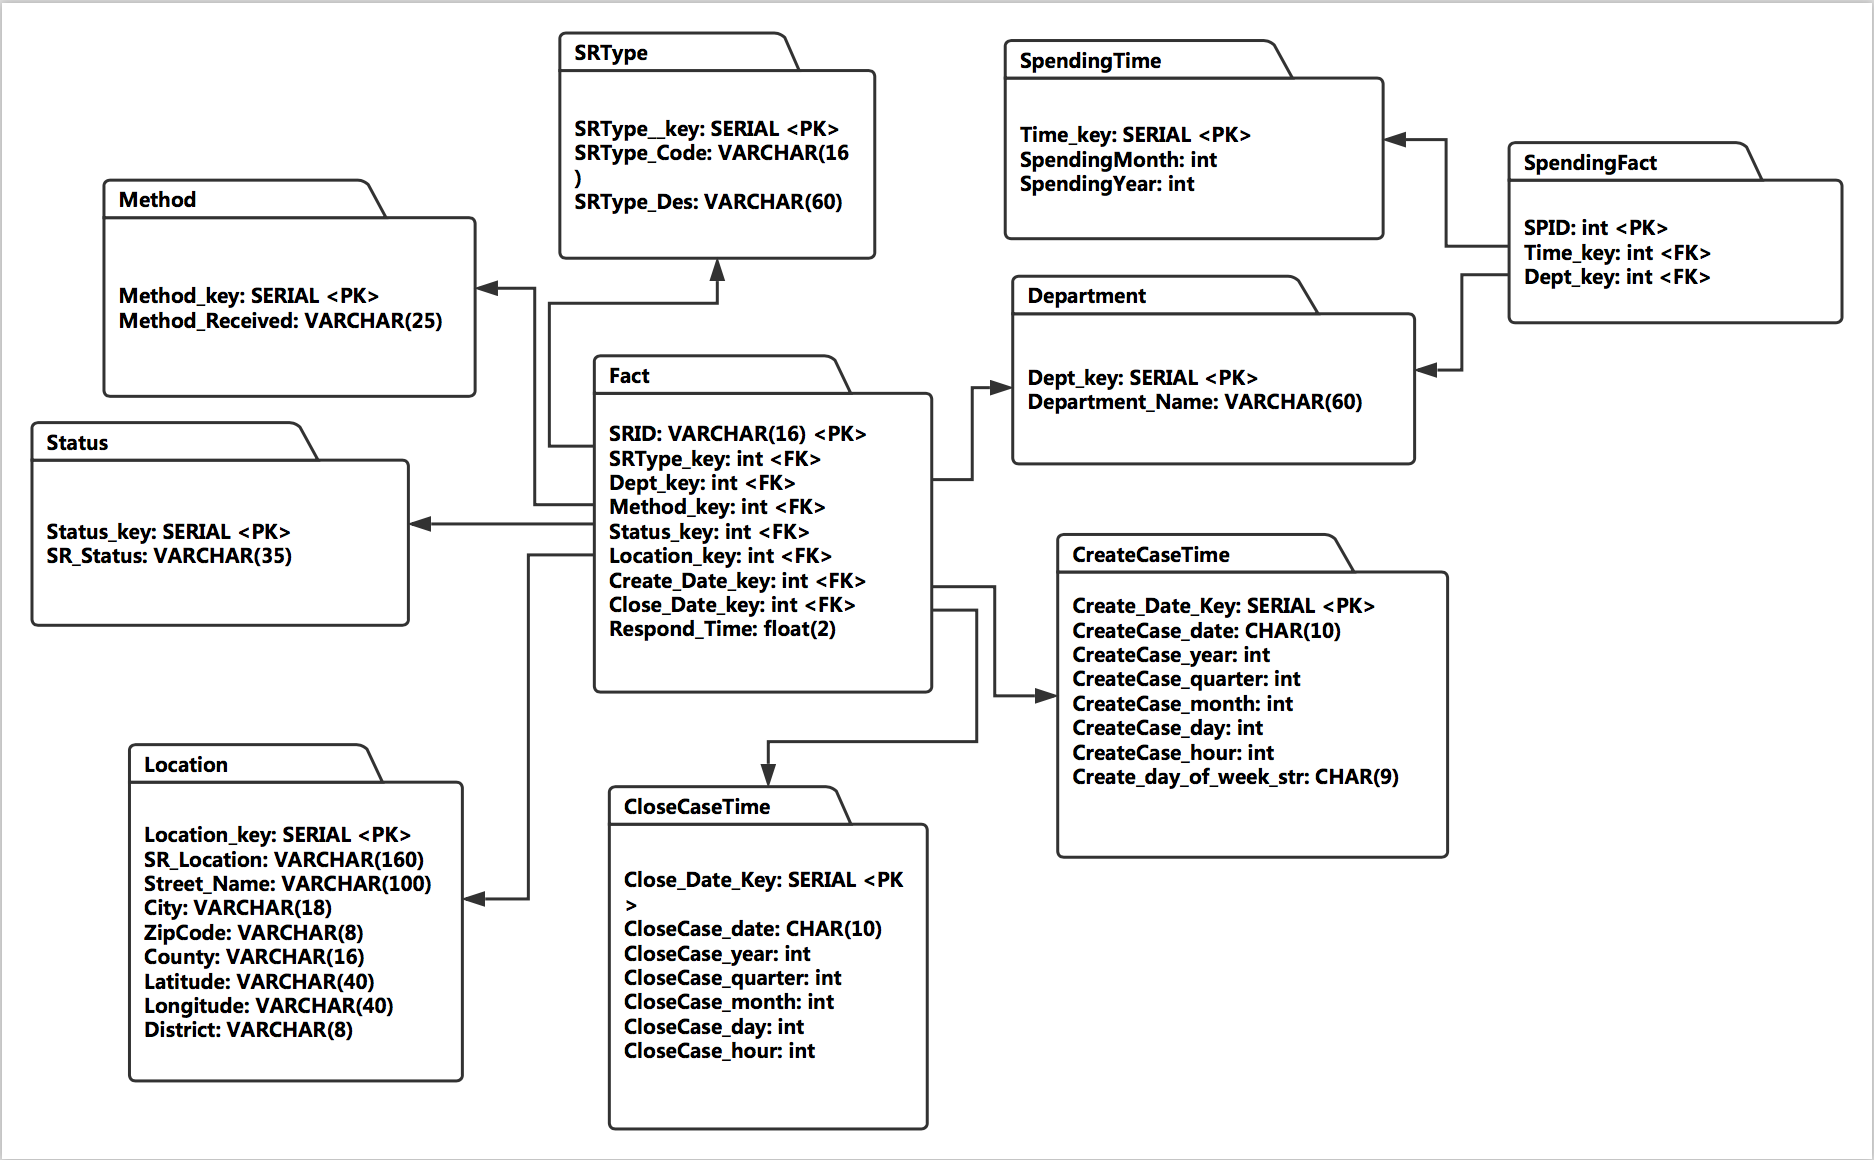 SRType
SRType__key: SERIAL <PK>
SRType_Code: VARCHAR(16
)
SRType_Des: VARCHAR(60)
SpendingTime
Time_key: SERIAL <PK>
SpendingMonth: int
SpendingYear: int
SpendingFact
SPID: int <PK>
Time_key: int <FK>
Dept_key: int <FK>
Method
Method_key: SERIAL <PK>
Method_Received: VARCHAR(25)
Department
Dept_key: SERIAL <PK>
Department_Name: VARCHAR(60)
Fact
SRID: VARCHAR(16) <PK>
SRType_key: int <FK>
Dept_key: int <FK>
Method_key: int <FK>
Status_key: int <FK>
Location_key: int <FK>
Create_Date_key: int <FK>
Close_Date_key: int <FK>
Respond_Time: float(2)
Status
Status_key: SERIAL <PK>
SR_Status: VARCHAR(35)
CreateCaseTime
Create_Date_Key: SERIAL <PK>
CreateCase_date: CHAR(10)
CreateCase_year: int
CreateCase_quarter: int
CreateCase_month: int
CreateCase_day: int
CreateCase_hour: int
Create_day_of_week_str: CHAR(9)
Location
Location_key: SERIAL <PK>
SR_Location: VARCHAR(160)
Street_Name: VARCHAR(100)
City: VARCHAR(18)
ZipCode: VARCHAR(8)
County: VARCHAR(16)
Latitude: VARCHAR(40)
Longitude: VARCHAR(40)
District: VARCHAR(8)
CloseCaseTime
Close_Date_Key: SERIAL <PK
>
CloseCase_date: CHAR(10)
CloseCase_year: int
CloseCase_quarter: int
CloseCase_month: int
CloseCase_day: int
CloseCase_hour: int